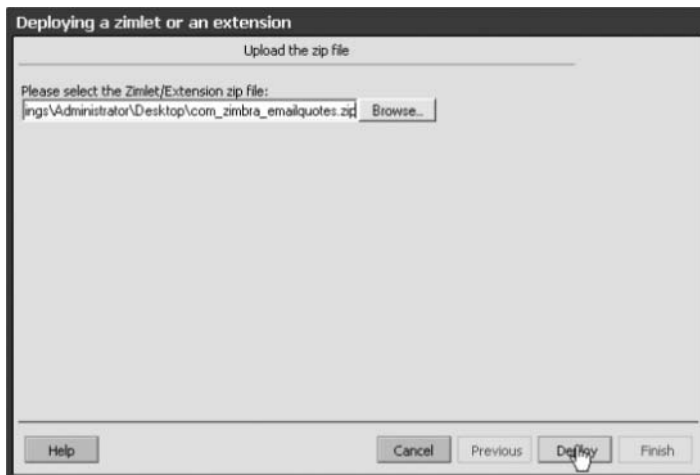 Deploying a zimlet or an extension
Upload the zip file
Please select the Zimlet/Extension zip file:
ings\Administrator\Desktop\com_zimbra_emailquotes.zip Browse...
Help Cancel Previous Deploy Finish